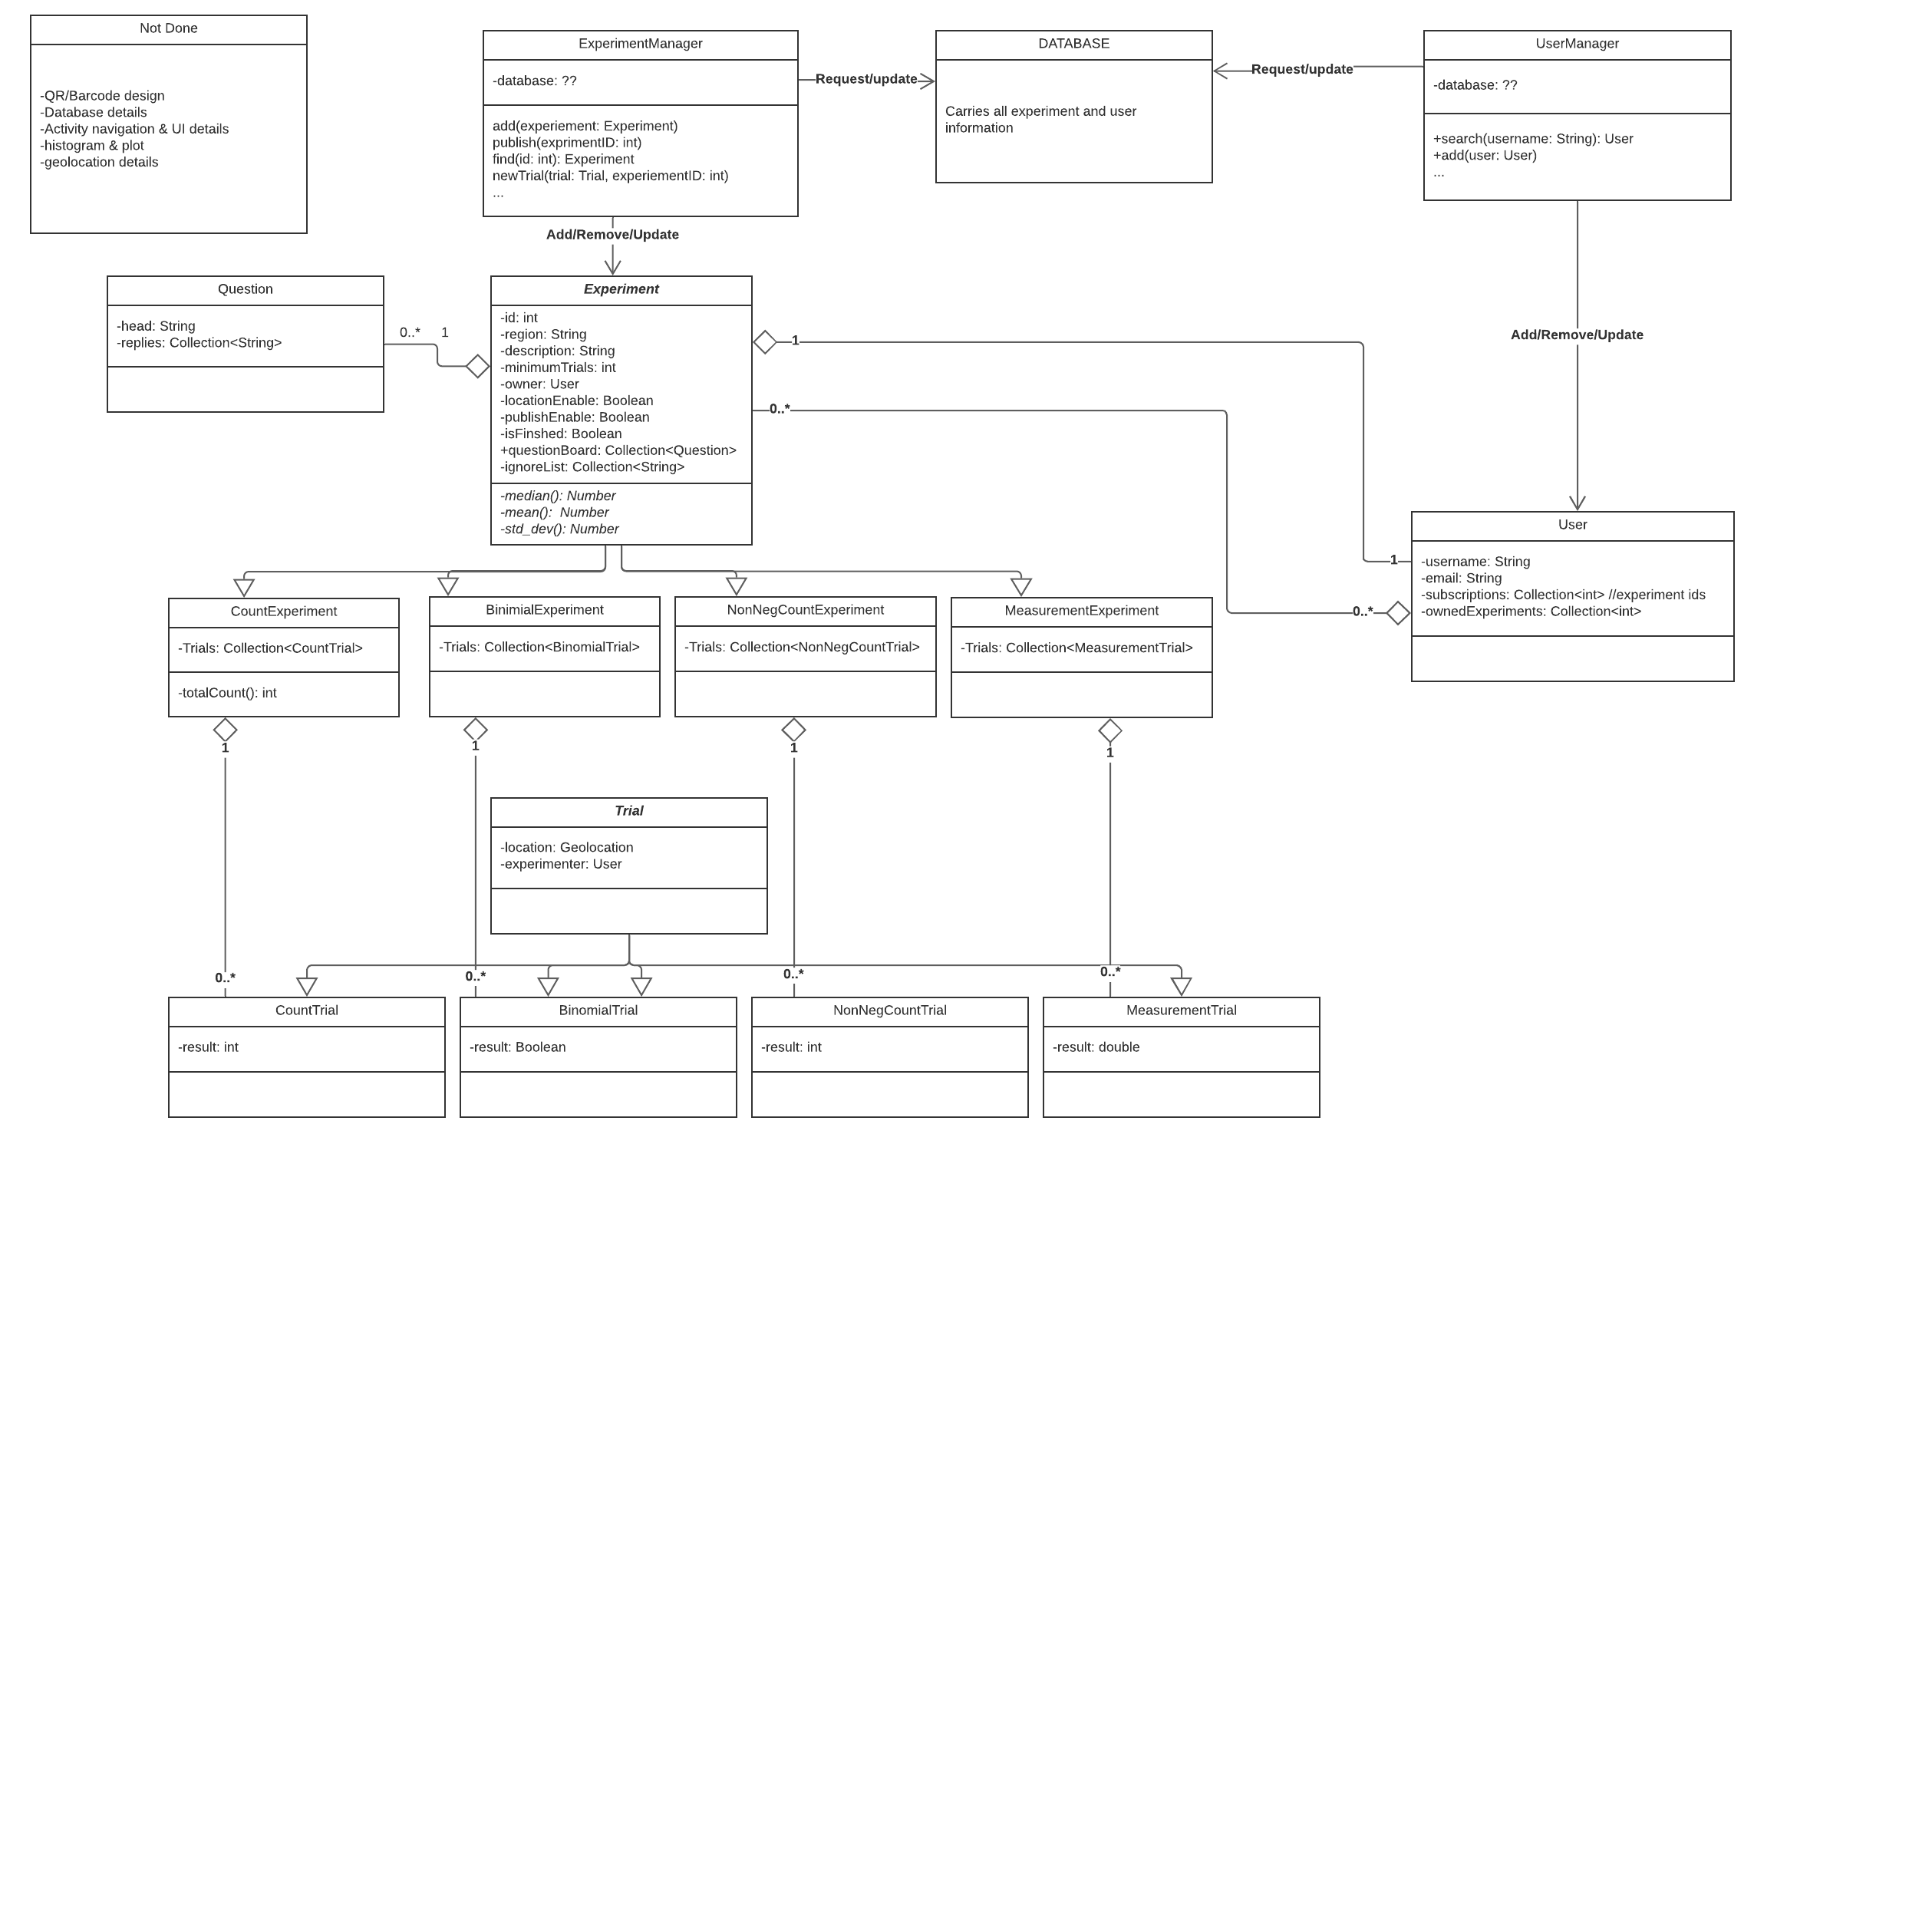 Not Done
-QR/Barcode design
-Database details
-Activity navigation & UI details
-histogram & plot
-geolocation details
ExperimentManager
-database: ??
add(experiement: Experiment)
publish(exprimentID: int)
find(id: int): Experiment
newTrial(trial: Trial, experiementID: int)
...
Request/update
DATABASE
Carries all experiment and user
information
Request/update
UserManager
-database: ??
+search(username: String): User
+add(user: User)
...
Add/Remove/Update
Add/Remove/Update
Question
-head: String
-replies: Collection<String>
0..*
1
Experiment
-id: int
-region: String
-description: String
-minimumTrials: int
-owner: User
-locationEnable: Boolean
-publishEnable: Boolean
-isFinshed: Boolean
+questionBoard: Collection<Question>
-ignoreList: Collection<String>
-median(): Number
-mean():  Number
-std_dev(): Number
1
0..*
1
0..*
User
-username: String
-email: String
-subscriptions: Collection<int> //experiment ids
-ownedExperiments: Collection<int>
CountExperiment
-Trials: Collection<CountTrial>
-totalCount(): int
BinimialExperiment
-Trials: Collection<BinomialTrial>
NonNegCountExperiment
-Trials: Collection<NonNegCountTrial>
MeasurementExperiment
-Trials: Collection<MeasurementTrial>
1
1
1
1
Trial
-location: Geolocation
-experimenter: User
0..*
0..*
0..*
0..*
CountTrial
-result: int
BinomialTrial
-result: Boolean
NonNegCountTrial
-result: int
MeasurementTrial
-result: double